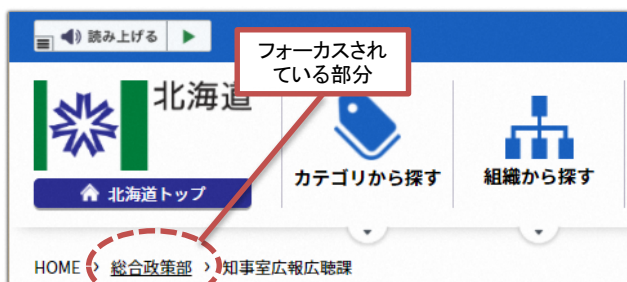 読み上げる
フォーカスされ
ている部分
北海道
北海道トップ
カテゴリから探す
組織から探す
HOME > 総合政策部 > 知事室広報広聴課